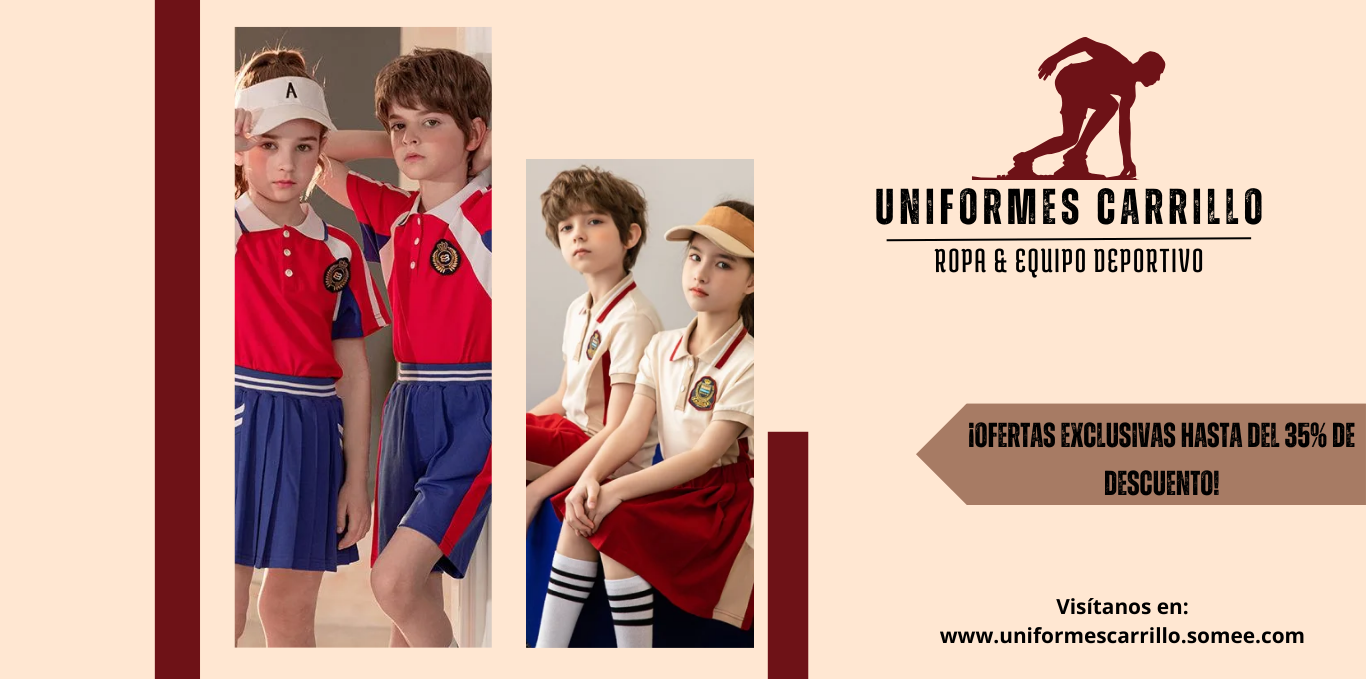 A
UNIFORMES CARRILLO
ROPA & EQUIPO DEPORTIVO
¡OFERTAS EXCLUSIVAS HASTA DEL 35% DE
DESCUENTO!
Visítanos en:
www.uniformescarrillo.somee.com